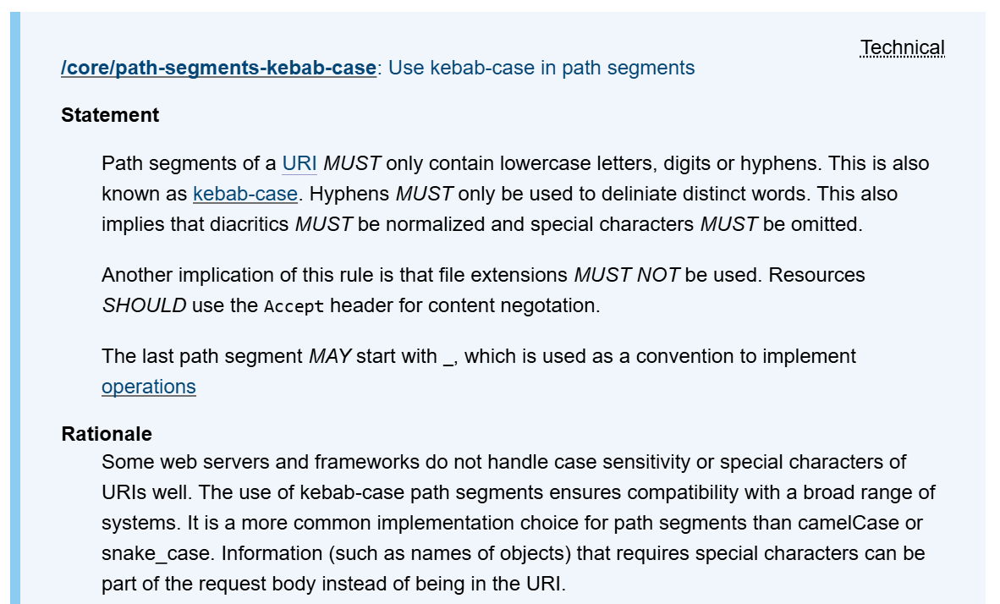 Technical
/core/path-segments-kebab-case: Use kebab-case in path segments
Statement
Path segments of a URI MUST only contain lowercase letters, digits or hyphens. This is also
known as kebab-case. Hyphens MUST only be used to deliniate distinct words. This also
implies that diacritics MUST be normalized and special characters MUST be omitted.
Another implication of this rule is that file extensions MUST NOT be used. Resources
SHOULD use the Accept header for content negotation.
The last path segment MAY start with _, which is used as a convention to implement
operations
Rationale
Some web servers and frameworks do not handle case sensitivity or special characters of
URIs well. The use of kebab-case path segments ensures compatibility with a broad range of
systems. It is a more common implementation choice for path segments than camelCase or
snake_case. Information (such as names of objects) that requires special characters can be
part of the request body instead of being in the URI.